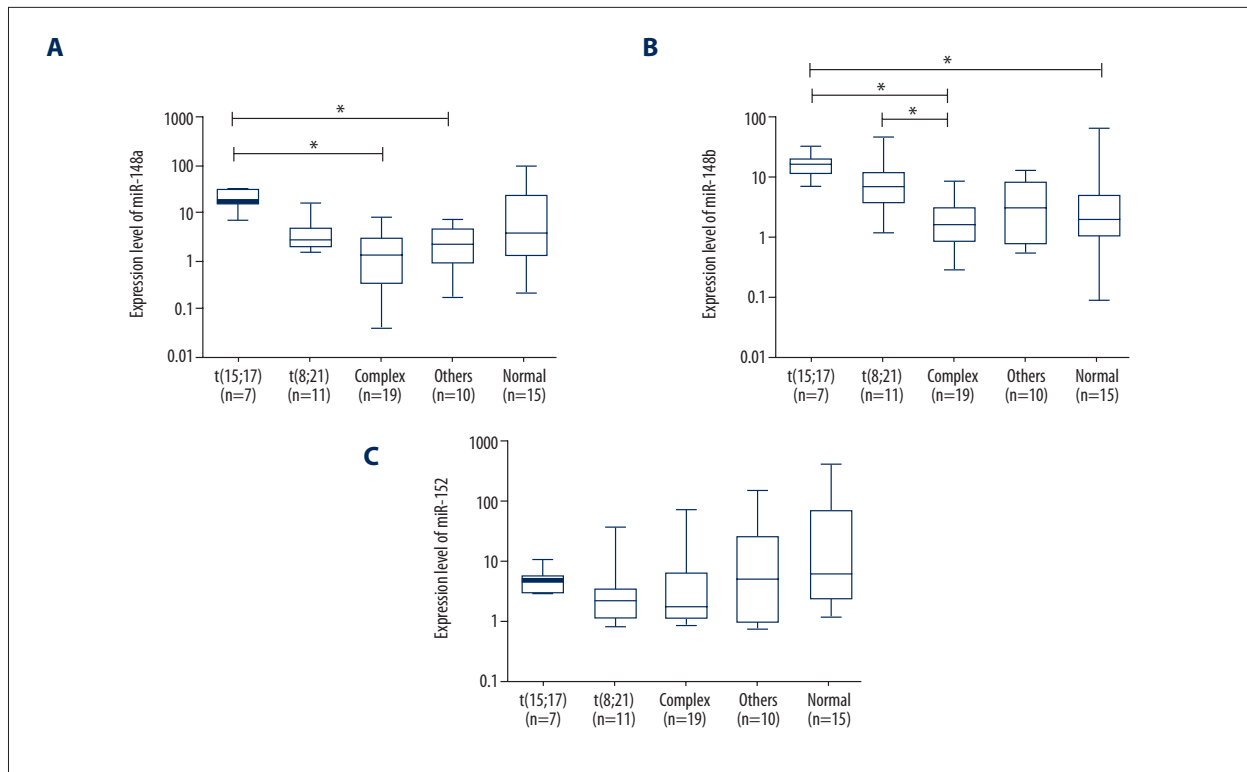 A
Expression level of miR-148a
1000
100
10
1
0.1
0.01
*
*
t(15;17)
(n=7)
t(8;21)
(n=11)
Complex
(n=19)
Others
(n=10)
Normal
(n=15)
B
Expression level of miR-148b
100
10
1
0.1
0.01
*
*
*
t(15;17)
(n=7)
t(8;21)
(n=11)
Complex
(n=19)
Others
(n=10)
Normal
(n=15)
C
Expression level of miR-152
1000
100
10
1
0.1
t(15;17)
(n=7)
t(8;21)
(n=11)
Complex
(n=19)
Others
(n=10)
Normal
(n=15)